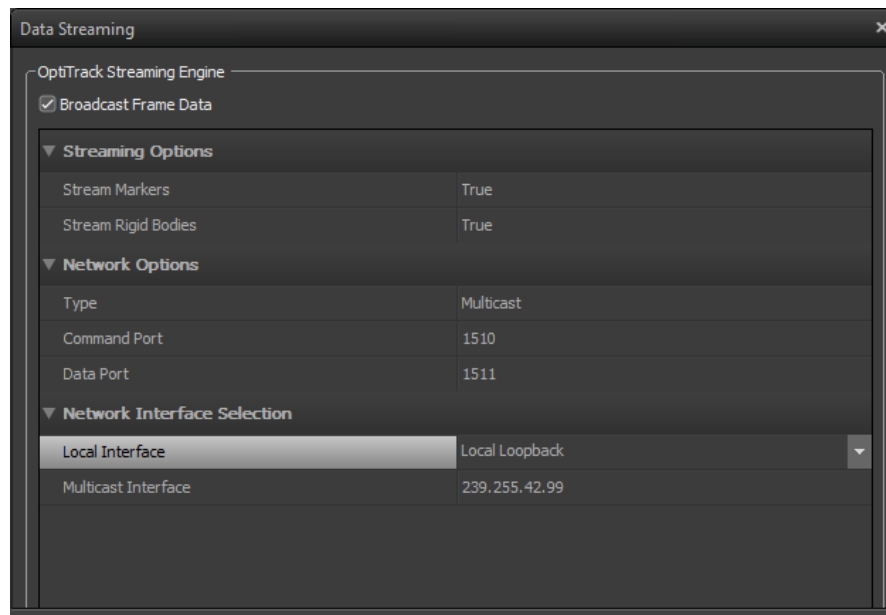 Data Streaming
OptiTrack Streaming Engine
Broadcast Frame Data
Streaming Options
Stream Markers True
Stream Rigid Bodies True
Network Options
Type Multicast
Command Port 1510
Data Port 1511
Network Interface Selection
Local Interface Local Loopback
Multicast Interface 239.255.42.99